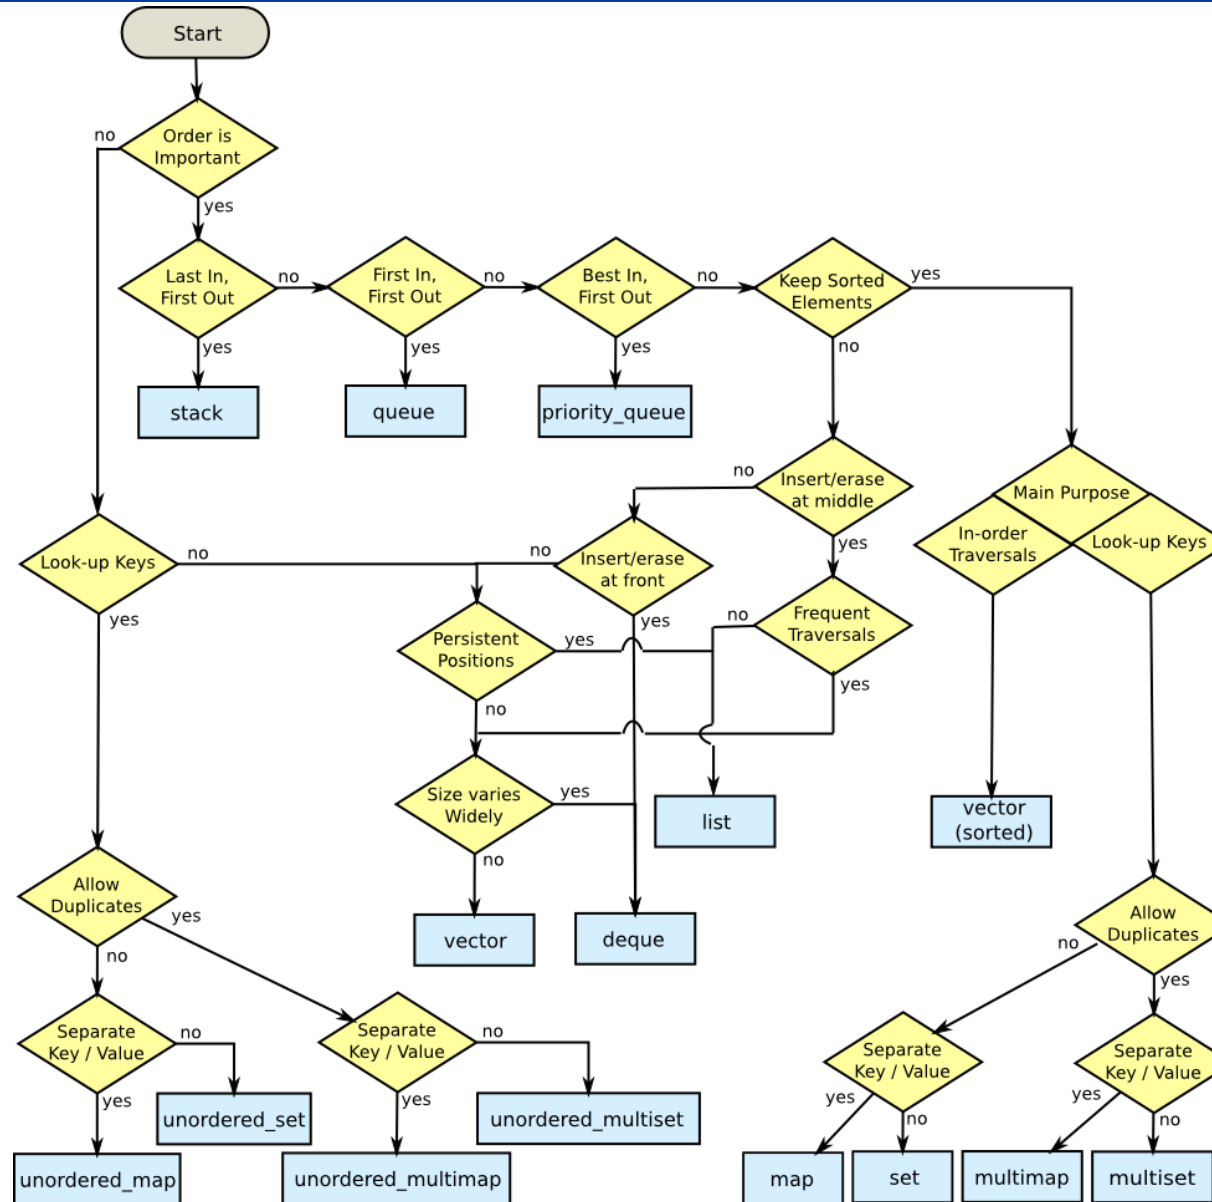 Start
Order is
Important
no
yes
Last In,
First Out
no
First In,
First Out
no
Best In,
First Out
no
Keep Sorted
Elements
yes
yes
yes
yes
no
stack
queue
priority_queue
no
Insert/erase
at middle
Main Purpose
In-order
Traversals
Look-up Keys
yes
Look-up Keys
no
no
Insert/erase
at front
yes
yes
no
Frequent
Traversals
Persistent
Positions
yes
yes
no
Size varies
Widely
yes
no
list
vector
(sorted)
Allow
Duplicates
yes
no
vector
deque
Allow
Duplicates
no
yes
Separate
Key / Value
no
yes
Separate
Key / Value
no
yes
Separate
Key / Value
yes
no
Separate
Key / Value
yes
no
unordered_set
unordered_multiset
unordered_map
unordered_multimap
map
set
multimap
multiset